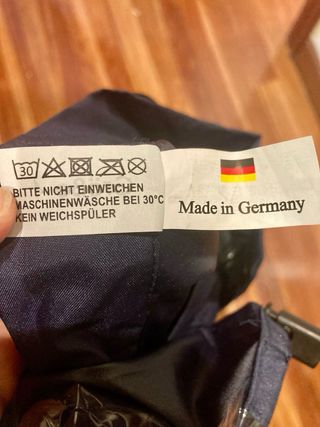 30
BITTE NICHT EINWEICHEN
MASCHINENWÄSCHE BEI 30°C
KEIN WEICHSPÜLER
Made in Germany